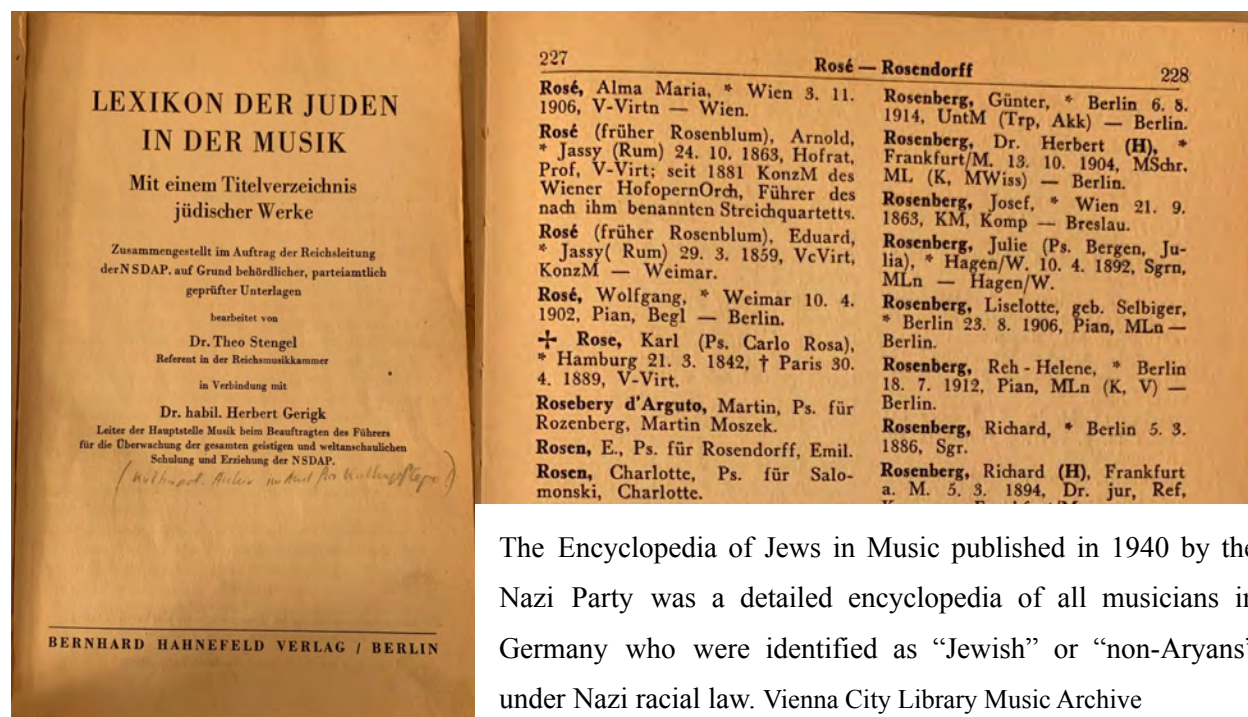 LEXIKON DER JUDEN
IN DER MUSIK
Mit einem Titelverzeichnis
jüdischer Werke
Zusammengestellt im Auftrag der Reichsleitung
der NSDAP. auf Grund behördlicher, parteiamtlich
geprüfter Unterlagen
bearbeitet von
Dr. Theo Stengel
Referent in der Reichsmusikkammer
in Verbindung mit
Dr. habil. Herbert Gerigk
Leiter der Hauptstelle Musik beim Beauftragten des Führers
für die Überwachung der gesamten geistigen und weltanschaulichen
Schulung und Erziehung der NSDAP.
BERNHARD HAHNEFELD VERLAG / BERLIN
227
Rosé — Rosendorff
228
Rosé, Alma Maria, * Wien 3. 11.
1906, V-Virtn — Wien.
Rosé (früher Rosenblum), Arnold,
* Jassy (Rum) 24. 10. 1863, Hofrat,
Prof, V-Virt; seit 1881 KonzM des
Wiener HofopernOrch, Führer des
nach ihm benannten Streichquartetts.
Rosé (früher Rosenblum), Eduard,
* Jassy( Rum) 29. 3. 1859, VcVirt,
KonzM — Weimar.
Rosé, Wolfgang, * Weimar 10. 4.
1902, Pian, Begl — Berlin.
✢ Rose, Karl (Ps. Carlo Rosa),
* Hamburg 21. 3. 1842, † Paris 30.
4. 1889, V-Virt.
Rosebery d'Arguto, Martin, Ps. für
Rozenberg, Martin Moszek.
Rosen, E., Ps. für Rosendorff, Emil.
Rosen, Charlotte, Ps. für Salo-
monski, Charlotte.
Rosenberg, Günter, * Berlin 6. 8.
1914, UntM (Trp, Akk) — Berlin.
Rosenberg, Dr. Herbert (H), *
Frankfurt/M. 13. 10. 1904, MSchr.
ML (K, MWiss) — Berlin.
Rosenberg, Josef, * Wien 21. 9.
1863, KM, Komp — Breslau.
Rosenberg, Julie (Ps. Bergen, Ju-
lia), * Hagen/W. 10. 4. 1892, Sgrn,
MLn — Hagen/W.
Rosenberg, Liselotte, geb. Selbiger,
* Berlin 23. 8. 1906, Pian, MLn —
Berlin.
Rosenberg, Reh-Helene, * Berlin
18. 7. 1912, Pian, MLn (K, V) —
Berlin.
Rosenberg, Richard, * Berlin 5. 3.
1886, Sgr.
Rosenberg, Richard (H), Frankfurt
a. M. 5. 3. 1894, Dr. jur, Ref,
The Encyclopedia of Jews in Music published in 1940 by the
Nazi Party was a detailed encyclopedia of all musicians in
Germany who were identified as “Jewish” or “non-Aryans”
under Nazi racial law. Vienna City Library Music Archive